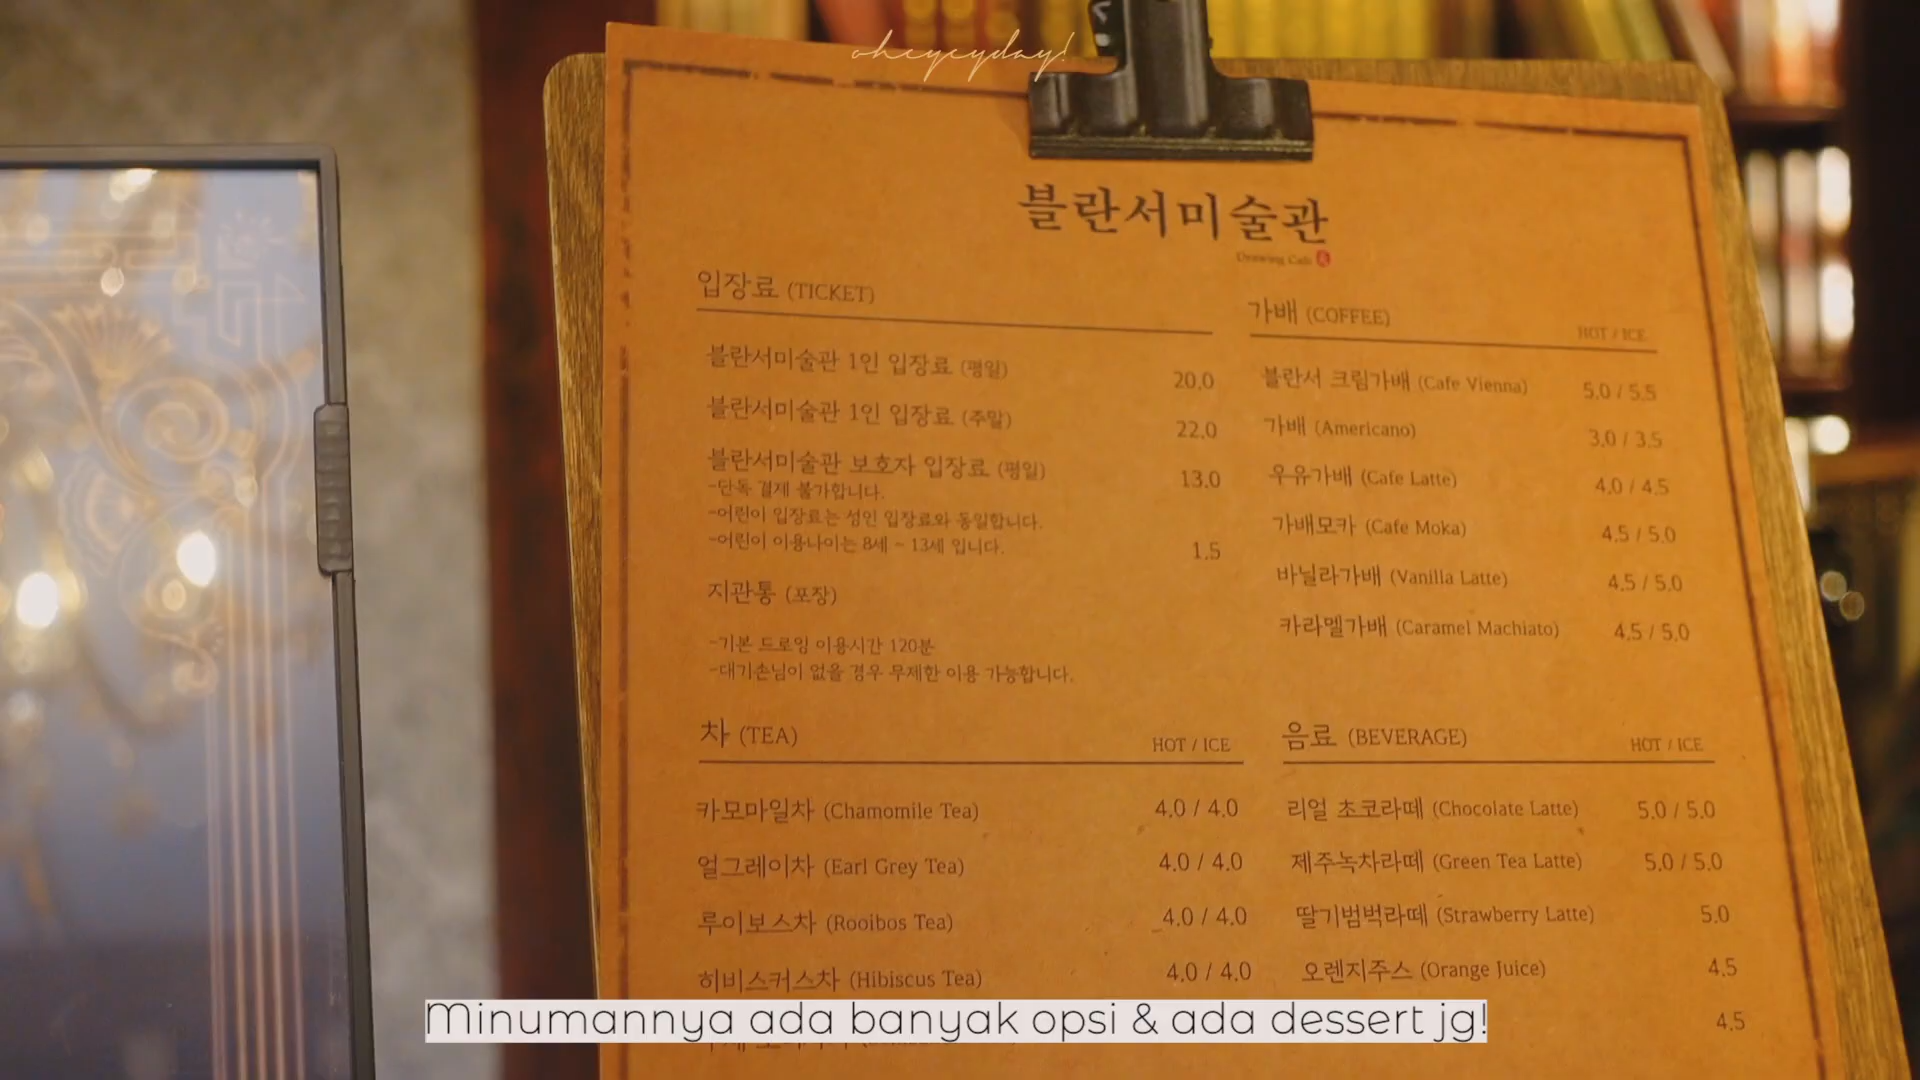 oheyeyday!
블란서미술관
Drawing Cafe
입장료 (TICKET)
블란서미술관 1인 입장료 (평일) 20.0
블란서미술관 1인 입장료 (주말) 22.0
블란서미술관 보호자 입장료 (평일) 13.0
-단독 결제 불가합니다.
-어린이 입장료는 성인 입장료와 동일합니다.
-어린이 이용나이는 8세 ~ 13세 입니다.
1.5
지관통 (포장)
-기본 드로잉 이용시간 120분
-대기손님이 없을 경우 무제한 이용 가능합니다.
가배 (COFFEE) HOT / ICE
블란서 크림가배 (Cafe Vienna) 5.0 / 5.5
가배 (Americano) 3.0 / 3.5
우유가배 (Cafe Latte) 4.0 / 4.5
가배모카 (Cafe Moka) 4.5 / 5.0
바닐라가배 (Vanilla Latte) 4.5 / 5.0
카라멜가배 (Caramel Machiato) 4.5 / 5.0
차 (TEA) HOT / ICE
카모마일차 (Chamomile Tea) 4.0 / 4.0
얼그레이차 (Earl Grey Tea) 4.0 / 4.0
루이보스차 (Rooibos Tea) 4.0 / 4.0
히비스커스차 (Hibiscus Tea) 4.0 / 4.0
음료 (BEVERAGE) HOT / ICE
리얼 초코라떼 (Chocolate Latte) 5.0 / 5.0
제주녹차라떼 (Green Tea Latte) 5.0 / 5.0
딸기범벅라떼 (Strawberry Latte) 5.0
오렌지주스 (Orange Juice) 4.5
4.5
Minumannya ada banyak opsi & ada dessert jg!